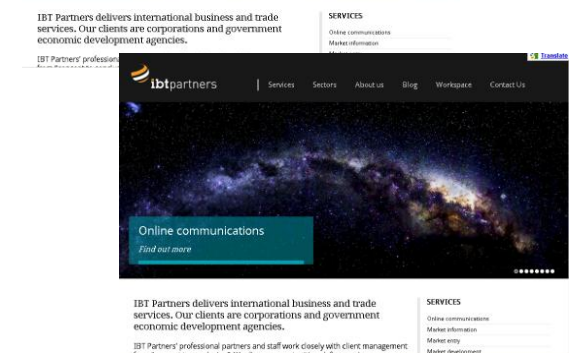 IBT Partners delivers international business and trade
services. Our clients are corporations and government
economic development agencies.
IBT Partners' professional
SERVICES
Online communications
Market information
Translate
ibtpartners
Services Sectors About us Blog Workspace Contact Us
Online communications
Find out more
IBT Partners delivers international business and trade
services. Our clients are corporations and government
economic development agencies.
IBT Partners' professional partners and staff work closely with client management
SERVICES
Online communications
Market information
Market entry
Market development